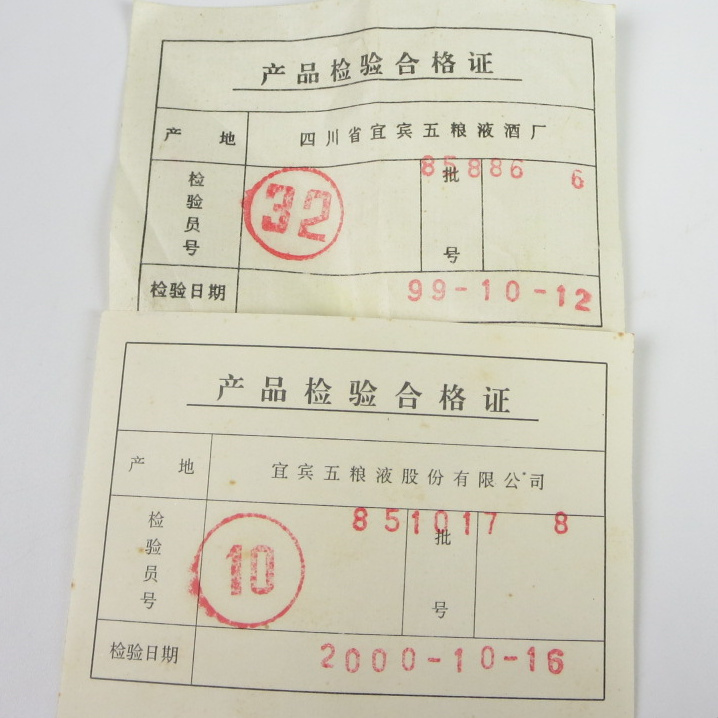 产品检验合格证
产 地 四川省宜宾五粮液酒厂
检验员号 32 批号 85886 6
检验日期 99-10-12
产品检验合格证
产 地 宜宾五粮液股份有限公司
检验员号 10 批号 851017 8
检验日期 2000-10-16